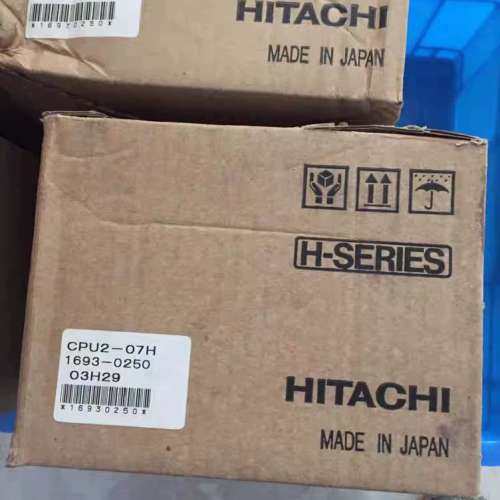 *16930250*
HITACHI
MADE IN JAPAN
H-SERIES
CPU2-07H
1693-0250
03H29
*16930250*
HITACHI
MADE IN JAPAN